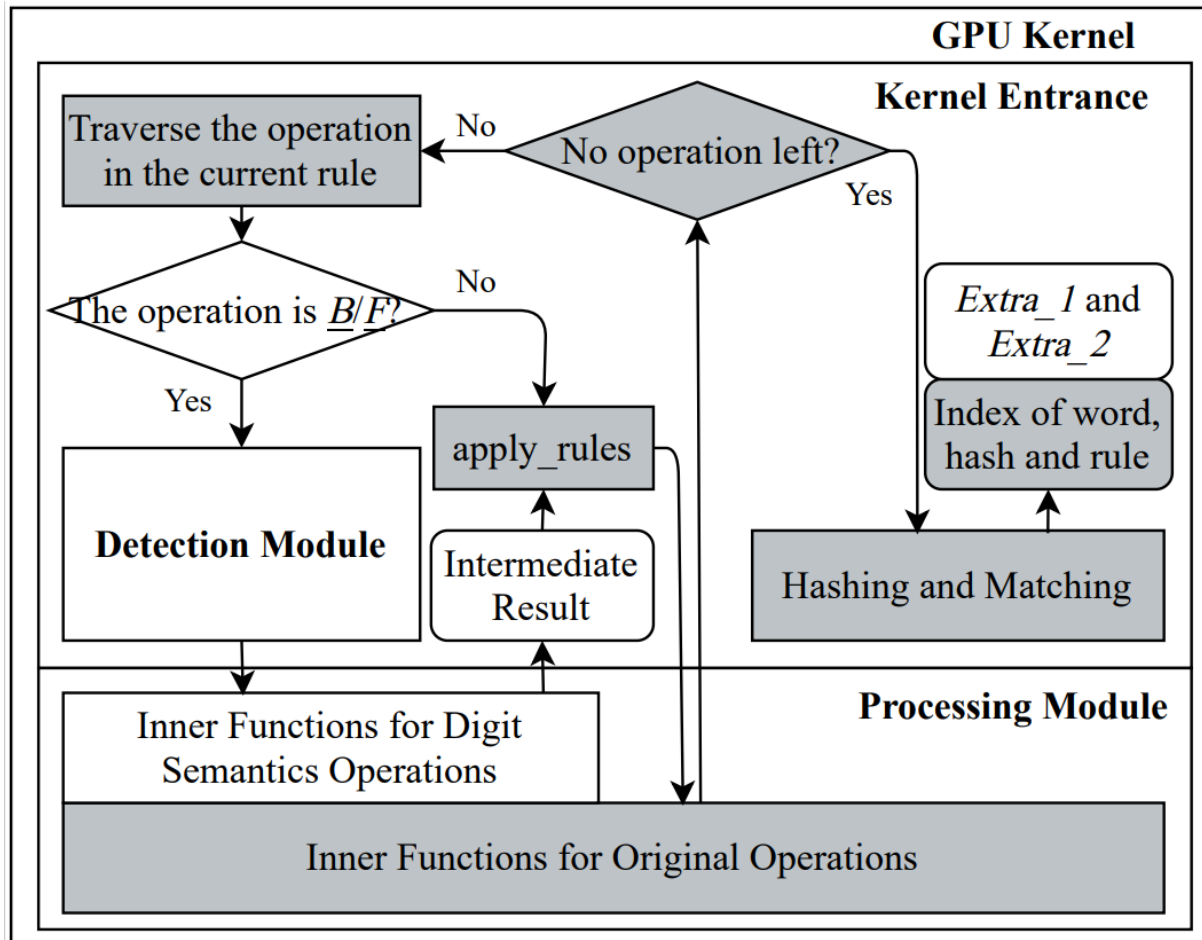 GPU Kernel
Kernel Entrance
Traverse the operation
in the current rule
No
No operation left?
Yes
The operation is B/F?
No
Yes
Extra_1 and
Extra_2
Index of word,
hash and rule
apply_rules
Detection Module
Intermediate
Result
Hashing and Matching
Processing Module
Inner Functions for Digit
Semantics Operations
Inner Functions for Original Operations